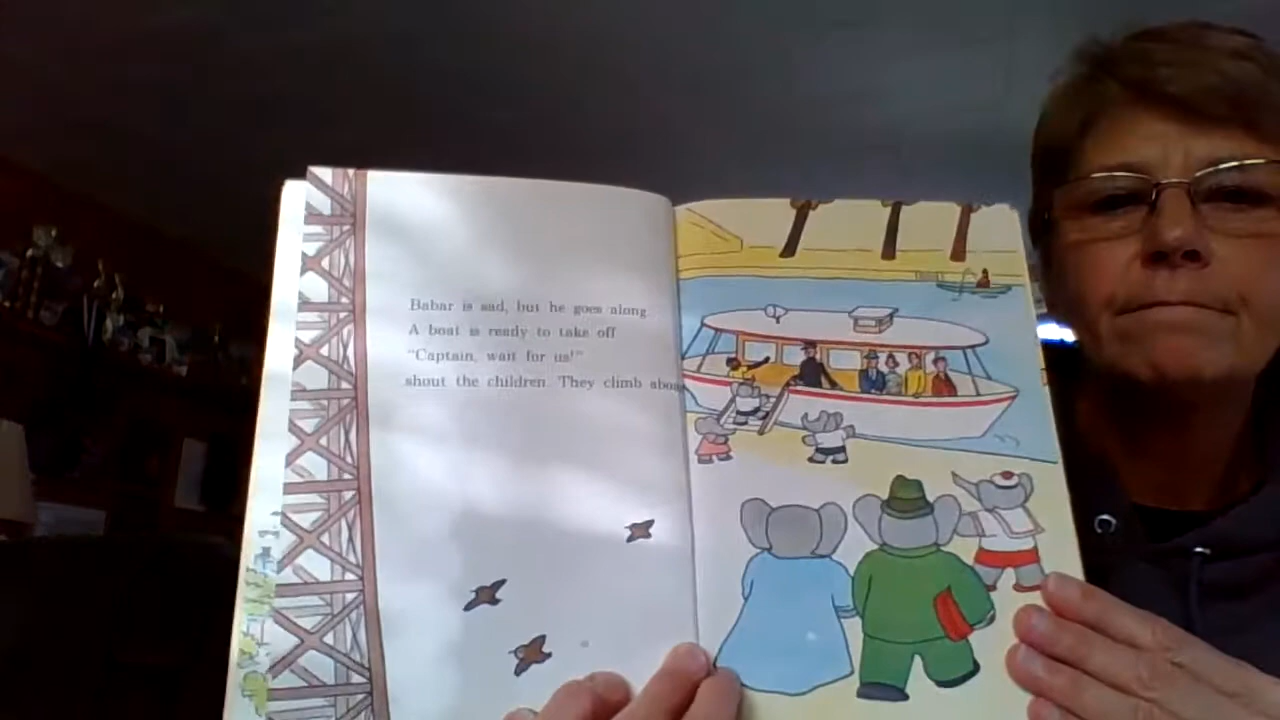 Babar is sad, but he goes along.
A boat is ready to take off
"Captain, wait for us!"
shout the children. They climb aboa